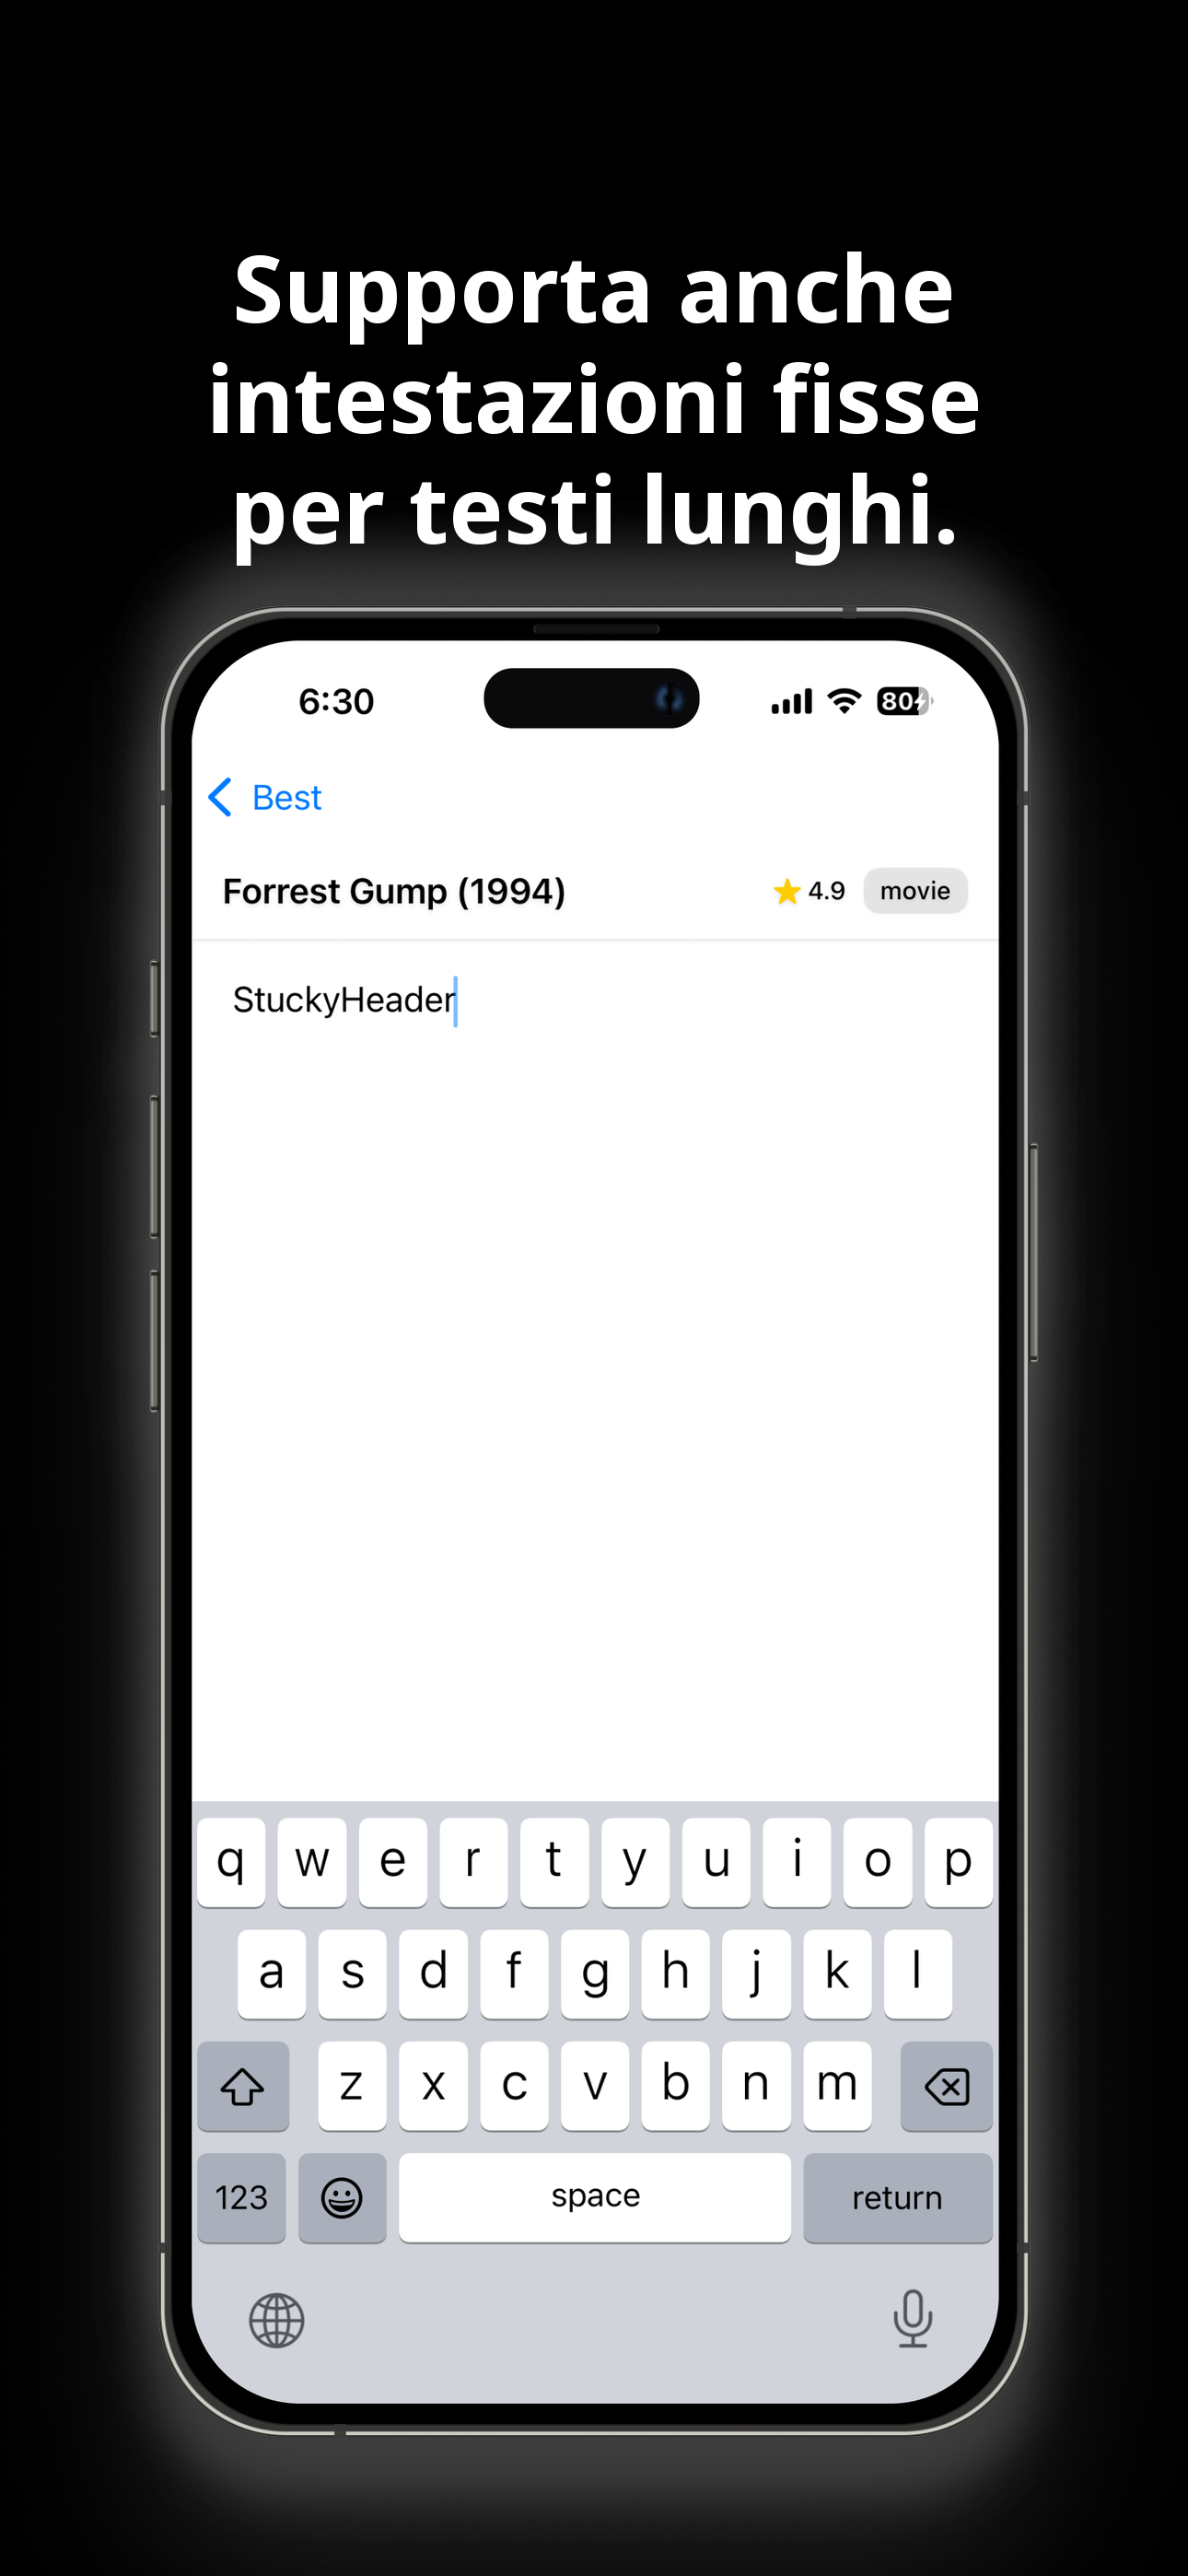 Supporta anche
intestazioni fisse
per testi lunghi.
6:30
80
Best
Forrest Gump (1994)
4.9
movie
StuckyHeader
q w e r t y u i o p
a s d f g h j k l
z x c v b n m
123
space
return